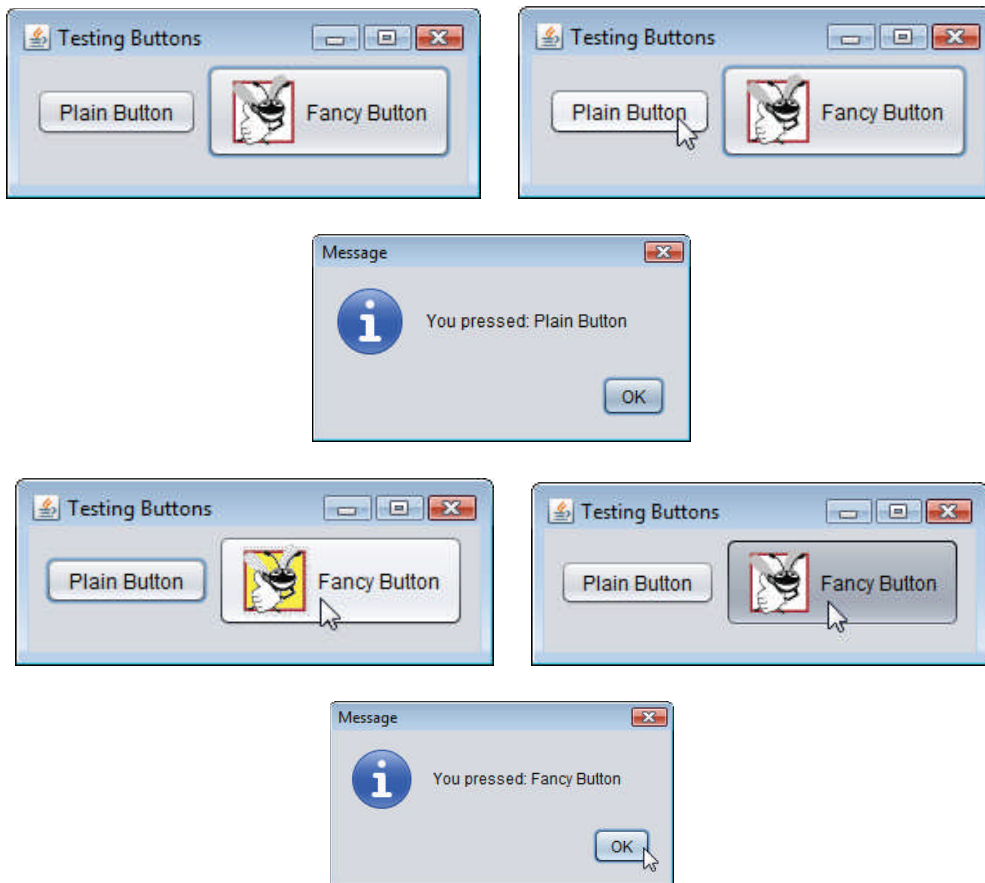 Testing Buttons
Plain Button
Fancy Button
Testing Buttons
Plain Button
Fancy Button
Message
You pressed: Plain Button
OK
Testing Buttons
Plain Button
Fancy Button
Testing Buttons
Plain Button
Fancy Button
Message
You pressed: Fancy Button
OK